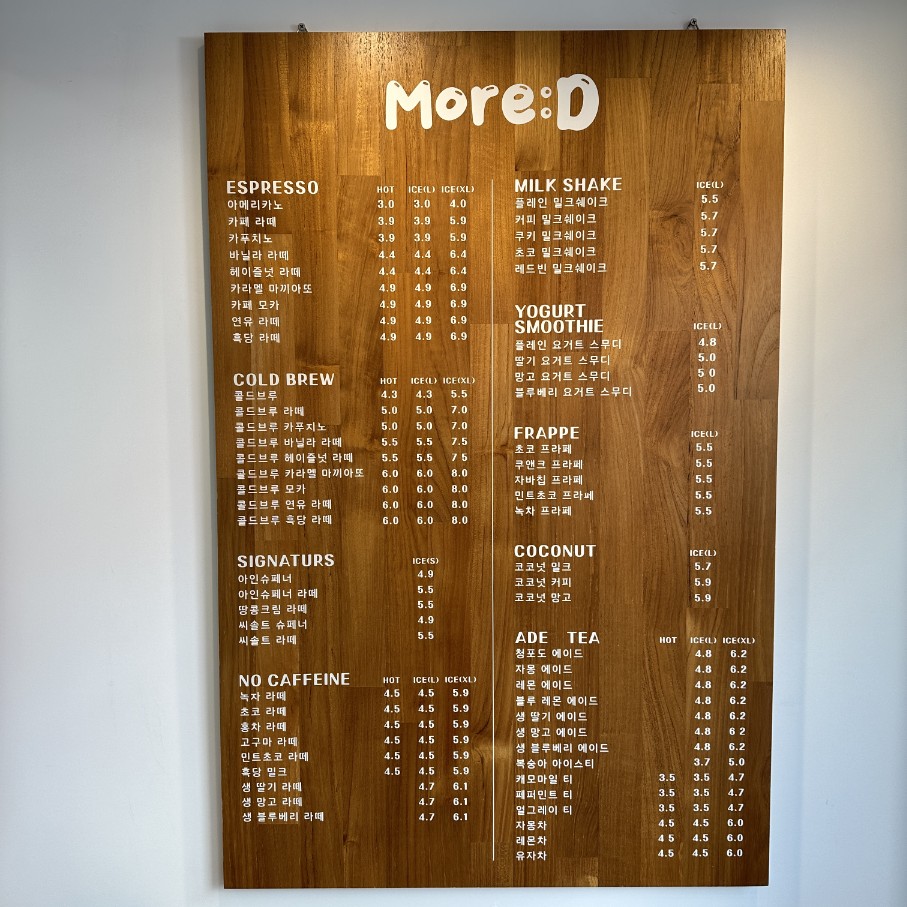 More:D
ESPRESSO HOT ICE(L) ICE(XL)
아메리카노 3.0 3.0 4.0
카페 라떼 3.9 3.9 5.9
카푸치노 3.9 3.9 5.9
바닐라 라떼 4.4 4.4 6.4
헤이즐넛 라떼 4.4 4.4 6.4
카라멜 마끼아또 4.9 4.9 6.9
카페 모카 4.9 4.9 6.9
연유 라떼 4.9 4.9 6.9
흑당 라떼 4.9 4.9 6.9
COLD BREW HOT ICE(L) ICE(XL)
콜드브루 4.3 4.3 5.5
콜드브루 라떼 5.0 5.0 7.0
콜드브루 카푸치노 5.0 5.0 7.0
콜드브루 바닐라 라떼 5.5 5.5 7.5
콜드브루 헤이즐넛 라떼 5.5 5.5 7 5
콜드브루 카라멜 마끼아또 6.0 6.0 8.0
콜드브루 모카 6.0 6.0 8.0
콜드브루 연유 라떼 6.0 6.0 8.0
콜드브루 흑당 라떼 6.0 6.0 8.0
SIGNATURS ICE(S)
아인슈페너 4.9
아인슈페너 라떼 5.5
땅콩크림 라떼 5.5
씨솔트 슈페너 4.9
씨솔트 라떼 5.5
NO CAFFEINE HOT ICE(L) ICE(XL)
녹차 라떼 4.5 4.5 5.9
초코 라떼 4.5 4.5 5.9
홍차 라떼 4.5 4.5 5.9
고구마 라떼 4.5 4.5 5.9
민트초코 라떼 4.5 4.5 5.9
흑당 밀크 4.5 4.5 5.9
생 딸기 라떼 4.7 6.1
생 망고 라떼 4.7 6.1
생 블루베리 라떼 4.7 6.1
MILK SHAKE ICE(L)
플레인 밀크쉐이크 5.5
커피 밀크쉐이크 5.7
쿠키 밀크쉐이크 5.7
초코 밀크쉐이크 5.7
레드빈 밀크쉐이크 5.7
YOGURT
SMOOTHIE ICE(L)
플레인 요거트 스무디 4.8
딸기 요거트 스무디 5.0
망고 요거트 스무디 5 0
블루베리 요거트 스무디 5.0
FRAPPE ICE(L)
초코 프라페 5.5
쿠앤크 프라페 5.5
자바칩 프라페 5.5
민트초코 프라페 5.5
녹차 프라페 5.5
COCONUT ICE(L)
코코넛 밀크 5.7
코코넛 커피 5.9
코코넛 망고 5.9
ADE TEA HOT ICE(L) ICE(XL)
청포도 에이드 4.8 6.2
자몽 에이드 4.8 6.2
레몬 에이드 4.8 6.2
블루 레몬 에이드 4.8 6.2
생 딸기 에이드 4.8 6.2
생 망고 에이드 4.8 6 2
생 블루베리 에이드 4.8 6.2
복숭아 아이스티 3.7 5.0
캐모마일 티 3.5 3.5 4.7
페퍼민트 티 3.5 3.5 4.7
얼그레이 티 3.5 3.5 4.7
자몽차 4.5 4.5 6.0
레몬차 4 5 4.5 6.0
유자차 4.5 4.5 6.0